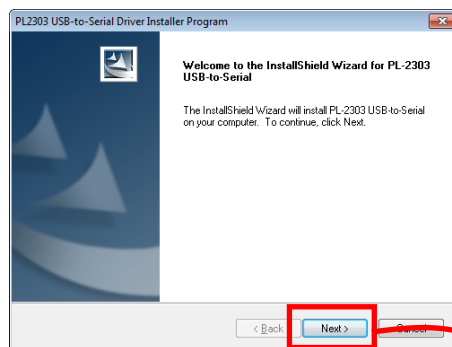 PL2303 USB-to-Serial Driver Installer Program
Welcome to the InstallShield Wizard for PL-2303
USB-to-Serial
The InstallShield Wizard will install PL-2303 USB-to-Serial
on your computer. To continue, click Next.
< Back
Next >
Cancel